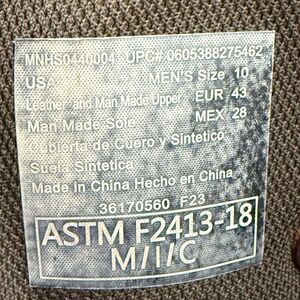 MNHS0440004 UPC#:0605388275462
USA MEN'S Size 10
Leather and Man Made Upper EUR 43
Man Made Sole MEX 28
Cubierta de Cuero y Sintetico
Suela Sintetica
Made In China Hecho en China
36170560 F23
ASTM F2413-18
M/I/C